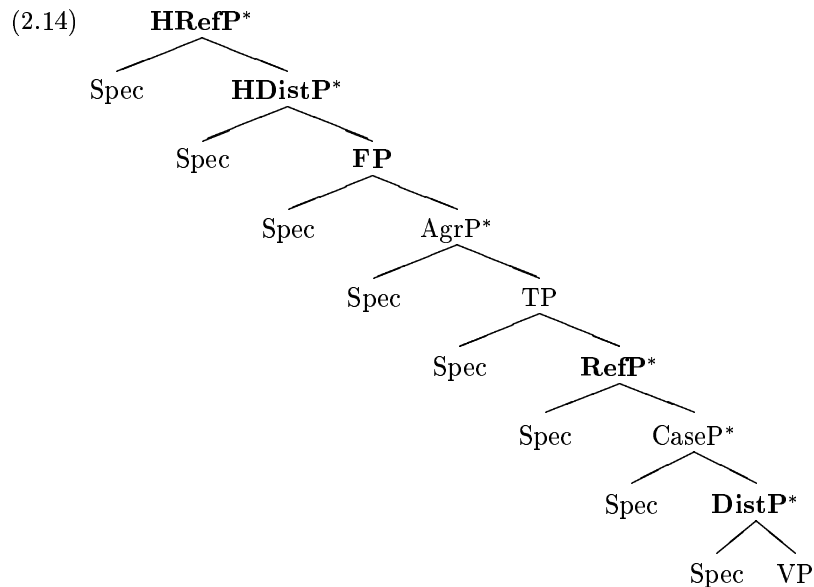 (2.14) HRefP*
Spec HDistP*
Spec FP
Spec AgrP*
Spec TP
Spec RefP*
Spec CaseP*
Spec DistP*
Spec VP